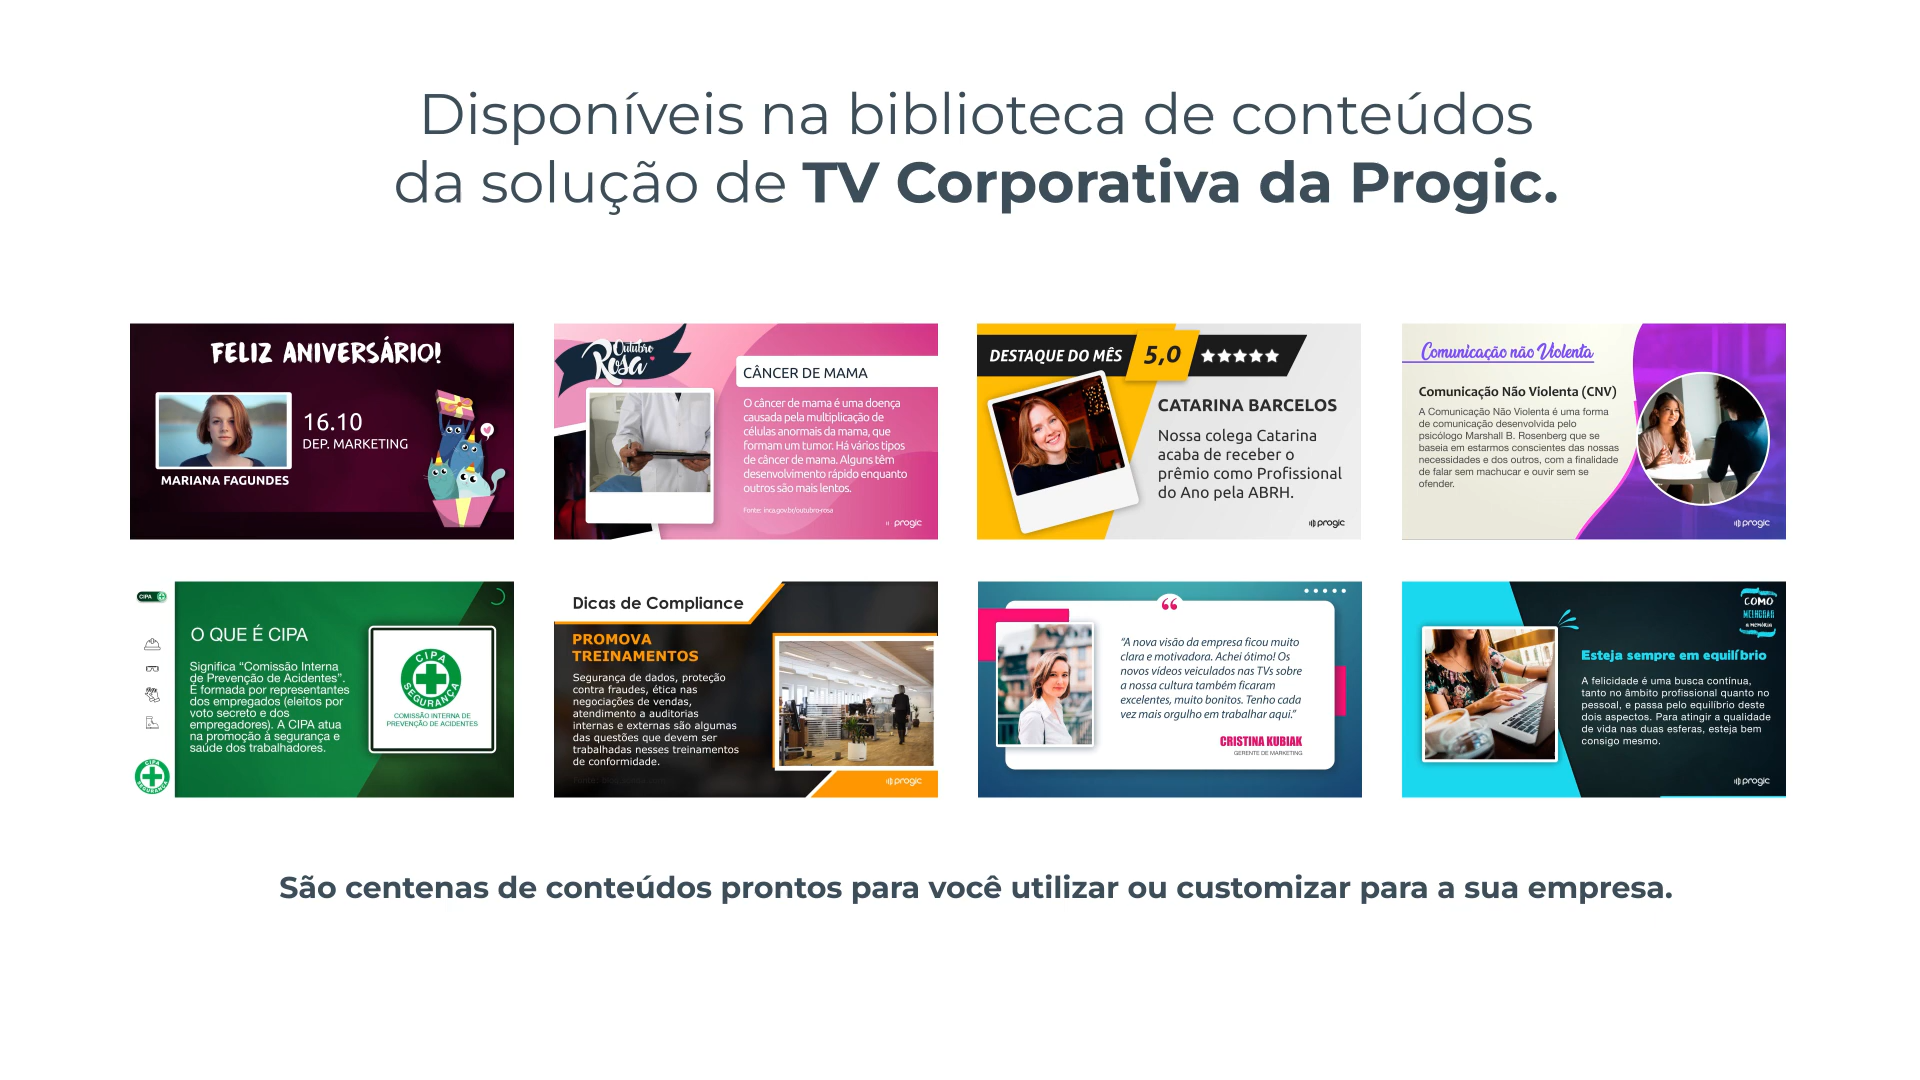 Disponíveis na biblioteca de conteúdos
da solução de TV Corporativa da Progic.
FELIZ ANIVERSÁRIO!
16.10
DEP. MARKETING
MARIANA FAGUNDES
Outubro
Rosa
CÂNCER DE MAMA
O câncer de mama é uma doença
causada pela multiplicação de
células anormais da mama, que
formam um tumor. Há vários tipos
de câncer de mama. Alguns têm
desenvolvimento rápido enquanto
outros são mais lentos.
Fonte: inca.gov.br/outubro-rosa
progic
DESTAQUE DO MÊS 5,0
CATARINA BARCELOS
Nossa colega Catarina
acaba de receber o
prêmio como Profissional
do Ano pela ABRH.
progic
Comunicação não Violenta
Comunicação Não Violenta (CNV)
A Comunicação Não Violenta é uma forma
de comunicação desenvolvida pelo
psicólogo Marshall B. Rosenberg que se
baseia em estarmos conscientes das nossas
necessidades e dos outros, com a finalidade
de falar sem machucar e ouvir sem se
ofender.
progic
CIPA
O QUE É CIPA
Significa “Comissão Interna
de Prevenção de Acidentes”.
É formada por representantes
dos empregados (eleitos por
voto secreto e dos
empregadores). A CIPA atua
na promoção à segurança e
saúde dos trabalhadores.
CIPA
SEGURANÇA
COMISSÃO INTERNA DE
PREVENÇÃO DE ACIDENTES
CIPA
SEGURANÇA
Dicas de Compliance
PROMOVA
TREINAMENTOS
Segurança de dados, proteção
contra fraudes, ética nas
negociações de vendas,
atendimento a auditorias
internas e externas são algumas
das questões que devem ser
trabalhadas nesses treinamentos
de conformidade.
progic
“A nova visão da empresa ficou muito
clara e motivadora. Achei ótimo! Os
novos vídeos veiculados nas TVs sobre
a nossa cultura também ficaram
excelentes, muito bonitos. Tenho cada
vez mais orgulho em trabalhar aqui.”
CRISTINA KUBIAK
GERENTE DE MARKETING
COMO
MELHORAR
A MEMÓRIA
Esteja sempre em equilíbrio
A felicidade é uma busca contínua,
tanto no âmbito profissional quanto no
pessoal, e passa pelo equilíbrio deste
dois aspectos. Para atingir a qualidade
de vida nas duas esferas, esteja bem
consigo mesmo.
progic
São centenas de conteúdos prontos para você utilizar ou customizar para a sua empresa.